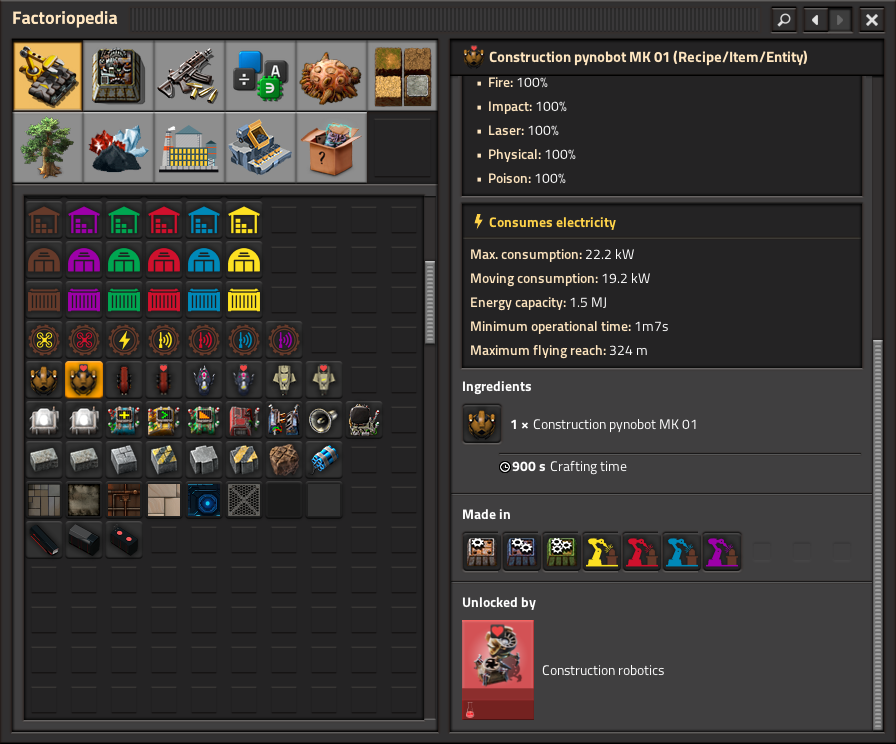 Factoriopedia
Construction pynobot MK 01 (Recipe/Item/Entity)
Fire: 100%
Impact: 100%
Laser: 100%
Physical: 100%
Poison: 100%
Consumes electricity
Max. consumption: 22.2 kW
Moving consumption: 19.2 kW
Energy capacity: 1.5 MJ
Minimum operational time: 1m7s
Maximum flying reach: 324 m
Ingredients
1 × Construction pynobot MK 01
900 s Crafting time
Made in
Unlocked by
Construction robotics